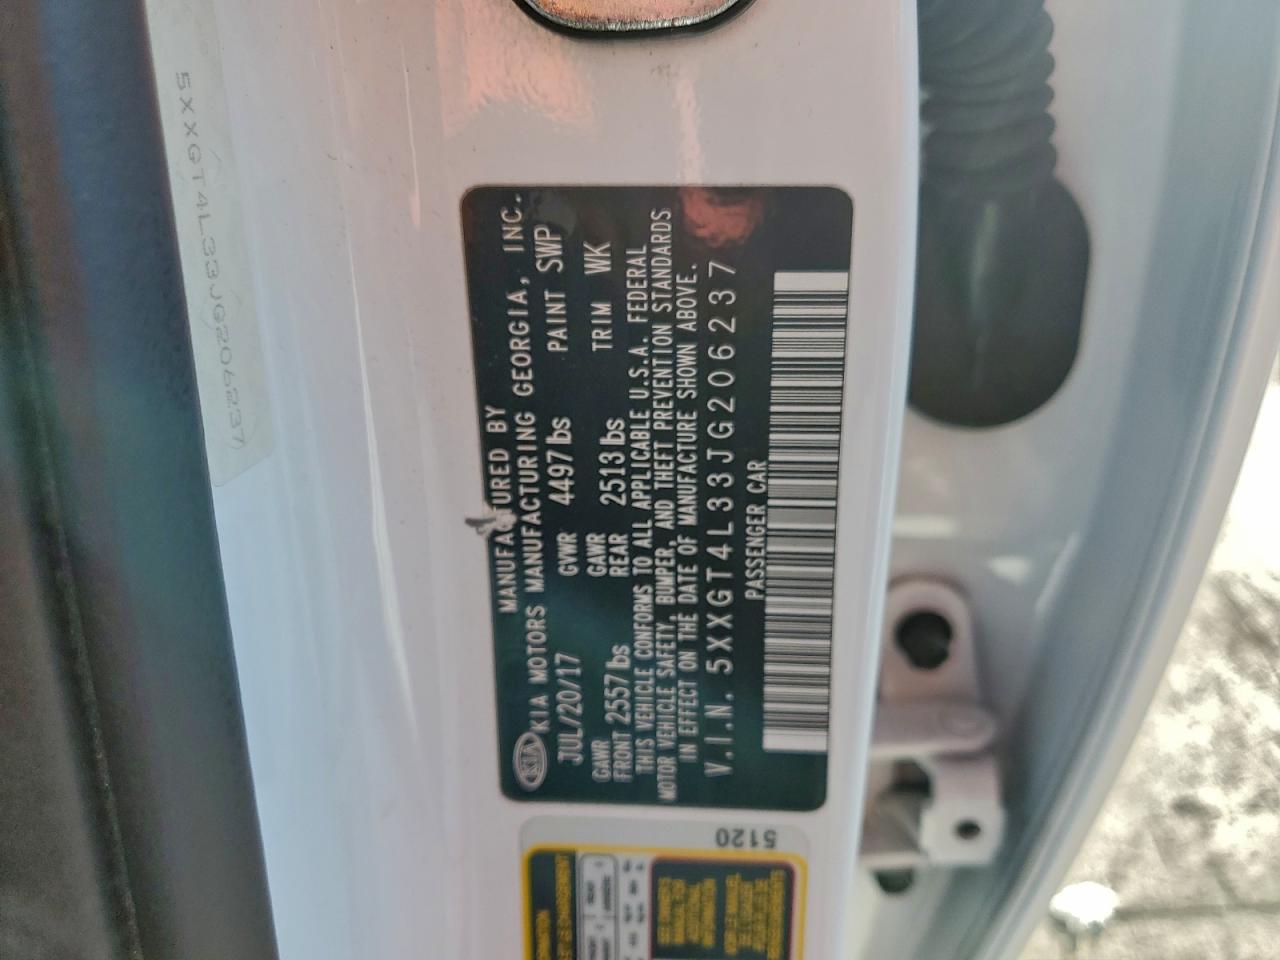 5XXGT4L33JG206237
MANUFACTURED BY
KIA KIA MOTORS MANUFACTURING GEORGIA, INC.
JUL/20/17 GVWR 4497 lbs PAINT SWP
GAWR FRONT 2557 lbs GAWR REAR 2513 lbs TRIM WK
THIS VEHICLE CONFORMS TO ALL APPLICABLE U.S.A. FEDERAL
MOTOR VEHICLE SAFETY, BUMPER, AND THEFT PREVENTION STANDARDS
IN EFFECT ON THE DATE OF MANUFACTURE SHOWN ABOVE.
V.I.N. 5XXGT4L33JG206237
PASSENGER CAR
5120